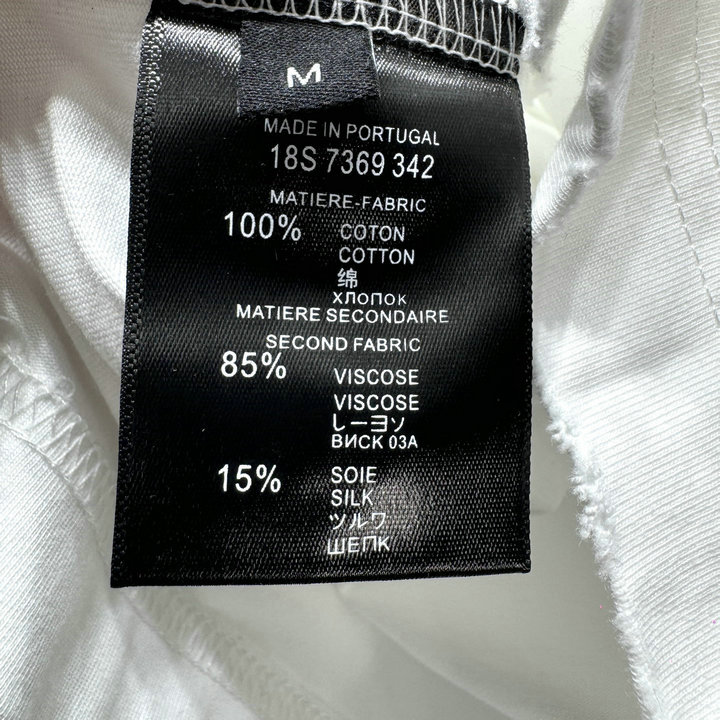 M
MADE IN PORTUGAL
18S 7369 342
MATIERE-FABRIC
100% COTON
COTTON
绵
ХЛОПОК
MATIERE SECONDAIRE
SECOND FABRIC
85% VISCOSE
VISCOSE
レーヨソ
ВИСК 03А
15% SOIE
SILK
ツルワ
ШЕПК